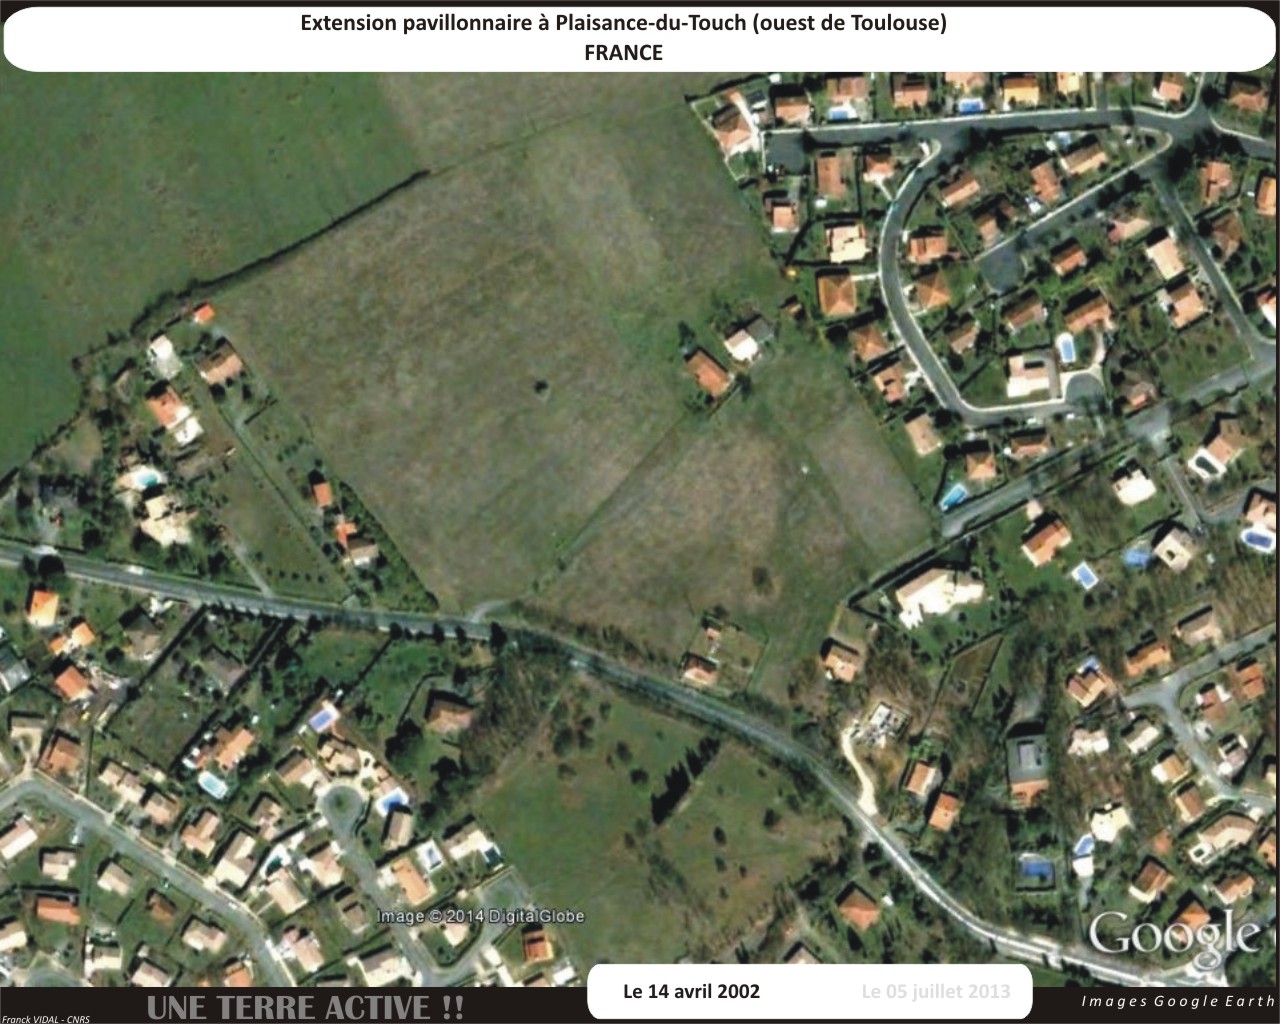 Extension pavillonnaire à Plaisance-du-Touch (ouest de Toulouse)
FRANCE
Image © 2014 DigitalGlobe
Google
UNE TERRE ACTIVE !!
Le 14 avril 2002 Le 05 juillet 2013
Images Google Earth
Franck VIDAL - CNRS